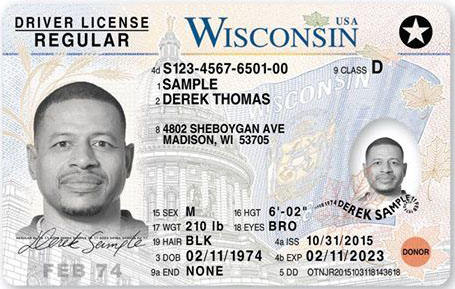 DRIVER LICENSE
REGULAR
WISCONSIN USA
4d S123-4567-6501-00
9 CLASS D
1 SAMPLE
2 DEREK THOMAS
8 4802 SHEBOYGAN AVE
MADISON, WI 53705
WISCONSIN
15 SEX M
16 HGT 6'-02"
17 WGT 210 lb
18 EYES BRO
19 HAIR BLK
4a ISS 10/31/2015
3 DOB 02/11/1974
4b EXP 02/11/2023
9a END NONE
5 DD OTNJR2015103118143618
Derek Sample
FEB 74
DEREK SAMPLE
DONOR